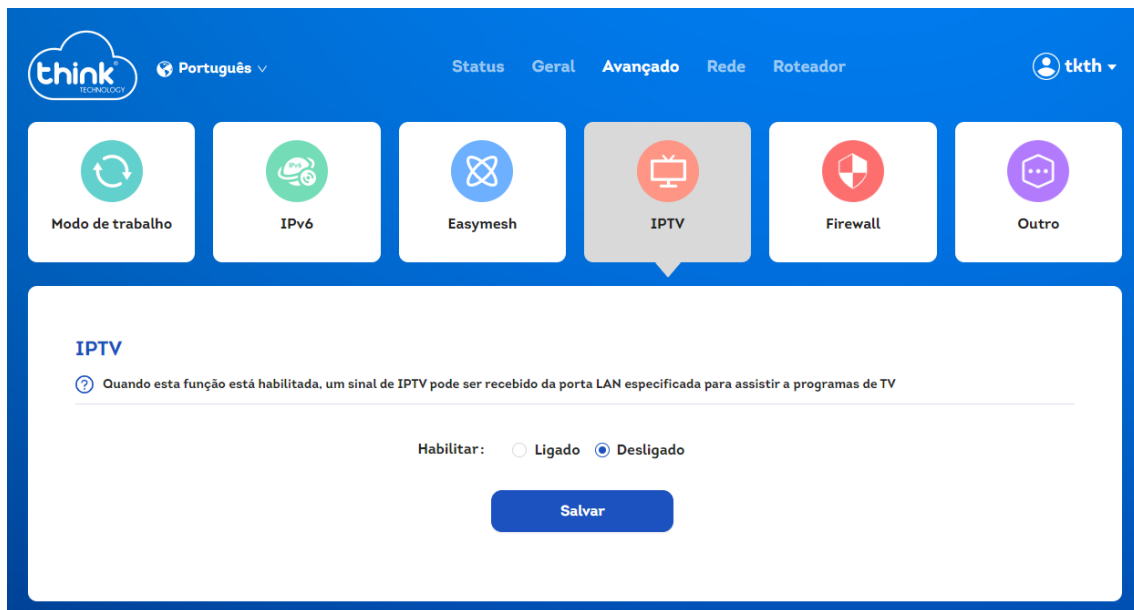 think
TECHNOLOGY
Português
Status Geral Avançado Rede Roteador
tkth
Modo de trabalho
IPv6
IPv6
Easymesh
IPTV
Firewall
Outro
IPTV
? Quando esta função está habilitada, um sinal de IPTV pode ser recebido da porta LAN especificada para assistir a programas de TV
Habilitar: Ligado Desligado
Salvar